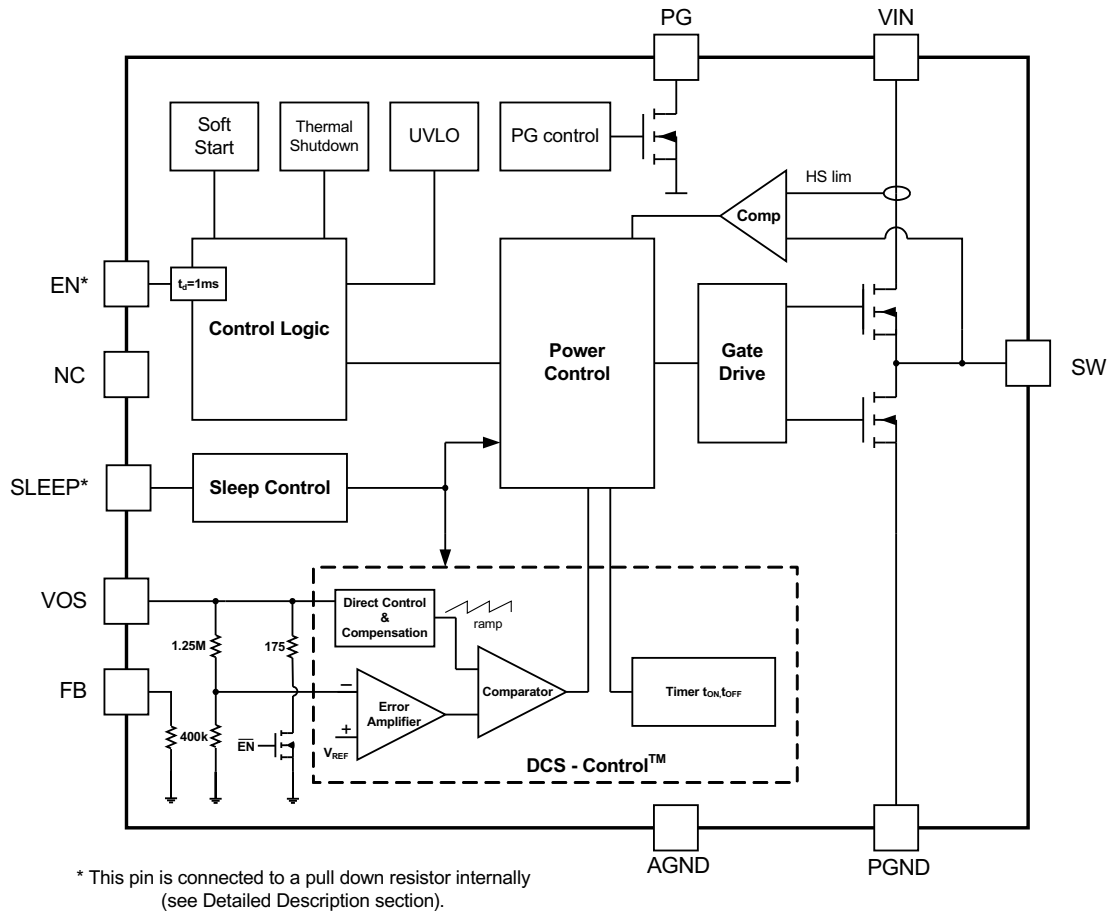 PG
VIN
Soft
Start
Thermal
Shutdown
UVLO
PG control
HS lim
Comp
EN*
td=1ms
Control Logic
Power
Control
Gate
Drive
NC
SW
SLEEP*
Sleep Control
VOS
Direct Control
&
Compensation
ramp
1.25M
175
FB
Error
Amplifier
Comparator
Timer tON,tOFF
400k
EN
VREF
DCS - Control™
AGND
PGND
* This pin is connected to a pull down resistor internally
(see Detailed Description section).